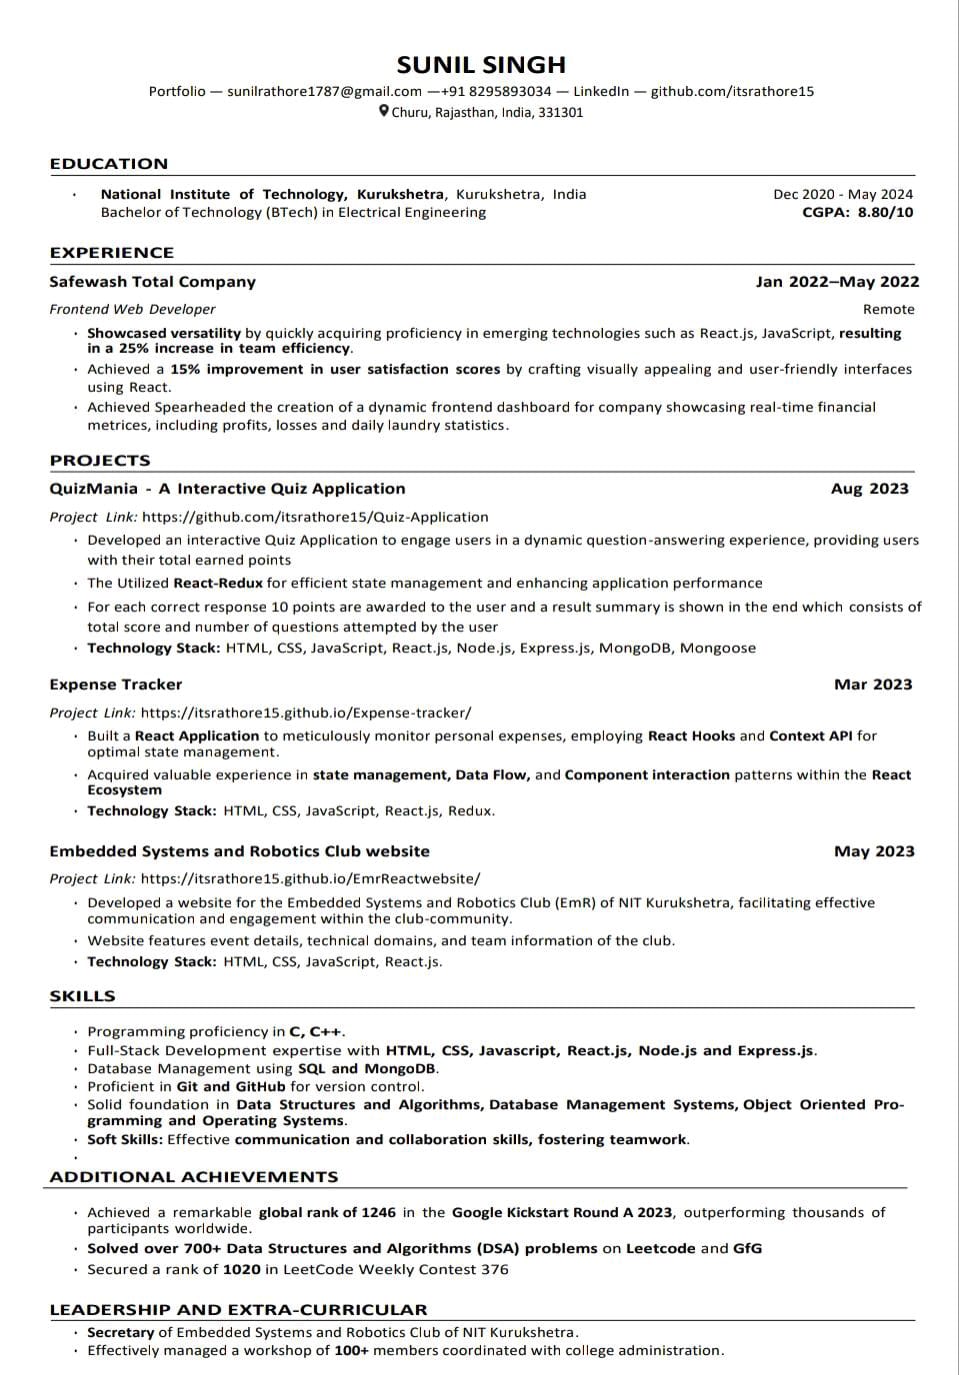 SUNIL SINGH
Portfolio — sunilrathore1787@gmail.com —+91 8295893034 — LinkedIn — github.com/itsrathore15
Churu, Rajasthan, India, 331301
EDUCATION
· National Institute of Technology, Kurukshetra, Kurukshetra, India Dec 2020 - May 2024
Bachelor of Technology (BTech) in Electrical Engineering CGPA: 8.80/10
EXPERIENCE
Safewash Total Company Jan 2022–May 2022
Frontend Web Developer Remote
· Showcased versatility by quickly acquiring proficiency in emerging technologies such as React.js, JavaScript, resulting
in a 25% increase in team efficiency.
· Achieved a 15% improvement in user satisfaction scores by crafting visually appealing and user-friendly interfaces
using React.
· Achieved Spearheaded the creation of a dynamic frontend dashboard for company showcasing real-time financial
metrices, including profits, losses and daily laundry statistics.
PROJECTS
QuizMania - A Interactive Quiz Application Aug 2023
Project Link: https://github.com/itsrathore15/Quiz-Application
· Developed an interactive Quiz Application to engage users in a dynamic question-answering experience, providing users
with their total earned points
· The Utilized React-Redux for efficient state management and enhancing application performance
· For each correct response 10 points are awarded to the user and a result summary is shown in the end which consists of
total score and number of questions attempted by the user
· Technology Stack: HTML, CSS, JavaScript, React.js, Node.js, Express.js, MongoDB, Mongoose
Expense Tracker Mar 2023
Project Link: https://itsrathore15.github.io/Expense-tracker/
· Built a React Application to meticulously monitor personal expenses, employing React Hooks and Context API for
optimal state management.
· Acquired valuable experience in state management, Data Flow, and Component interaction patterns within the React
Ecosystem
· Technology Stack: HTML, CSS, JavaScript, React.js, Redux.
Embedded Systems and Robotics Club website May 2023
Project Link: https://itsrathore15.github.io/EmrReactwebsite/
· Developed a website for the Embedded Systems and Robotics Club (EmR) of NIT Kurukshetra, facilitating effective
communication and engagement within the club-community.
· Website features event details, technical domains, and team information of the club.
· Technology Stack: HTML, CSS, JavaScript, React.js.
SKILLS
· Programming proficiency in C, C++.
· Full-Stack Development expertise with HTML, CSS, Javascript, React.js, Node.js and Express.js.
· Database Management using SQL and MongoDB.
· Proficient in Git and GitHub for version control.
· Solid foundation in Data Structures and Algorithms, Database Management Systems, Object Oriented Pro-
gramming and Operating Systems.
· Soft Skills: Effective communication and collaboration skills, fostering teamwork.
·
ADDITIONAL ACHIEVEMENTS
· Achieved a remarkable global rank of 1246 in the Google Kickstart Round A 2023, outperforming thousands of
participants worldwide.
· Solved over 700+ Data Structures and Algorithms (DSA) problems on Leetcode and GfG
· Secured a rank of 1020 in LeetCode Weekly Contest 376
LEADERSHIP AND EXTRA-CURRICULAR
· Secretary of Embedded Systems and Robotics Club of NIT Kurukshetra.
· Effectively managed a workshop of 100+ members coordinated with college administration.